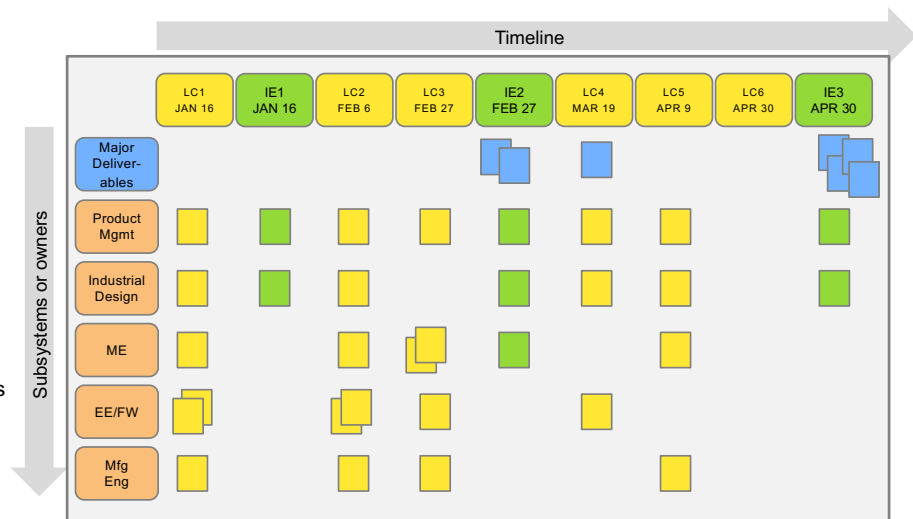 Timeline
LC1
JAN 16
IE1
JAN 16
LC2
FEB 6
LC3
FEB 27
IE2
FEB 27
LC4
MAR 19
LC5
APR 9
LC6
APR 30
IE3
APR 30
Subsystems or owners
Major
Deliver-
ables
Product
Mgmt
Industrial
Design
ME
s
EE/FW
Mfg
Eng